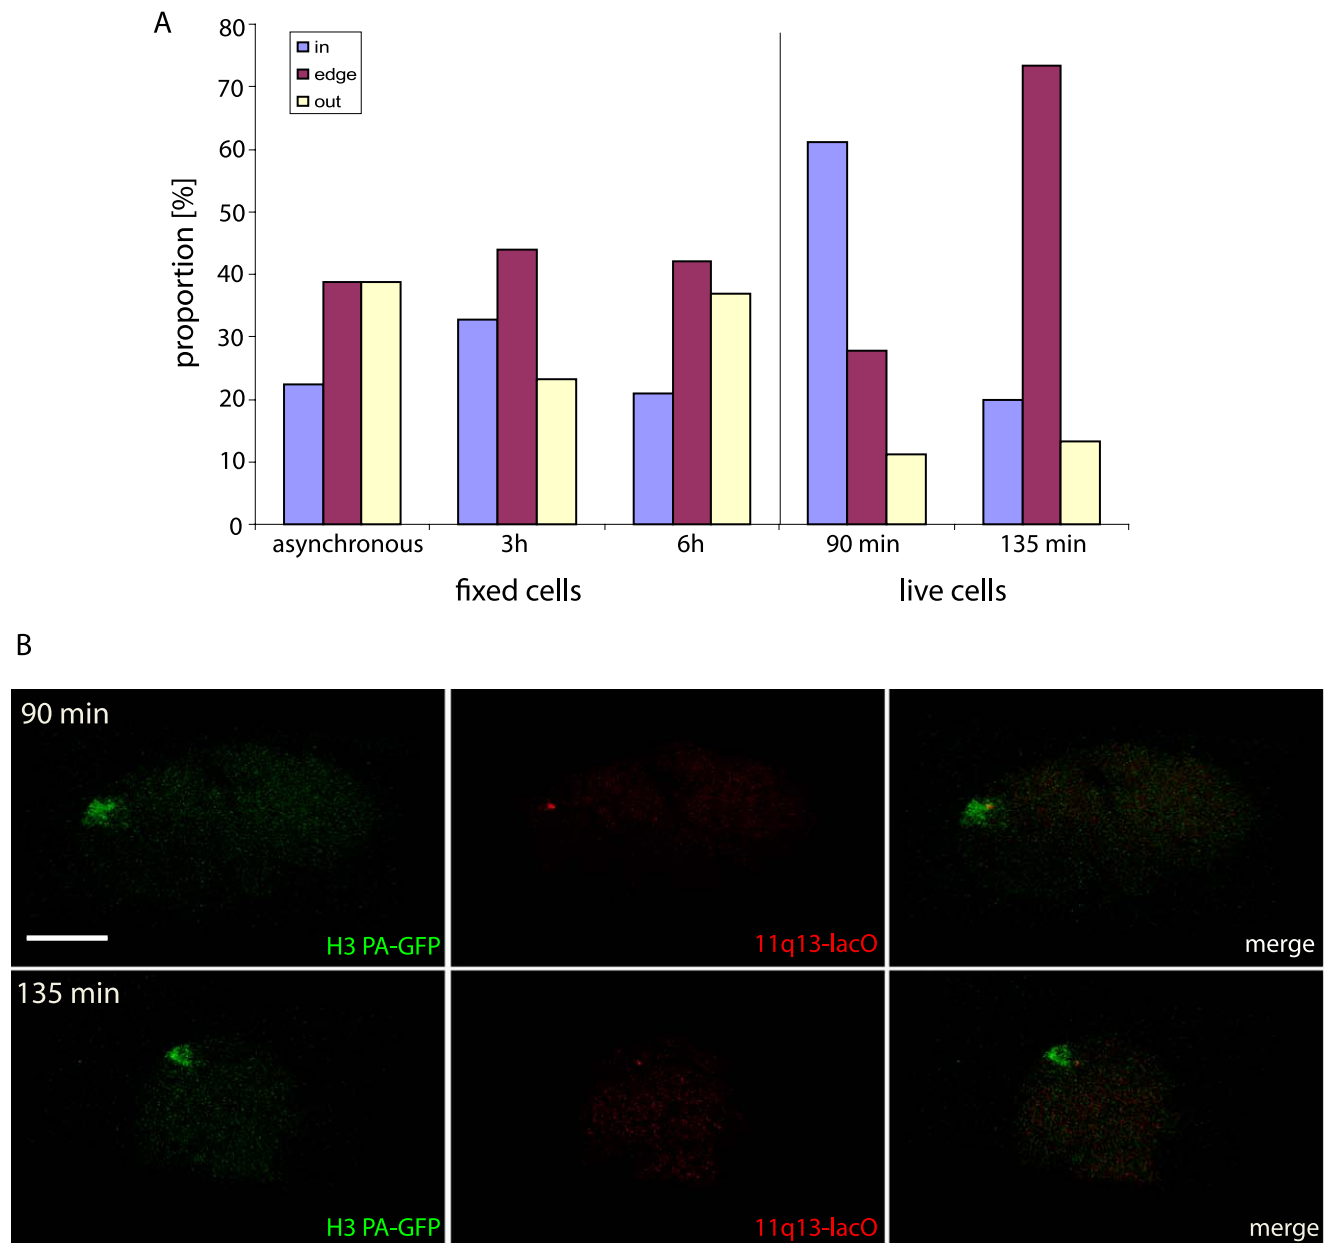 A
80
70
60
50
40
30
20
10
0
proportion [%]
in
edge
out
asynchronous 3h 6h 90 min 135 min
fixed cells live cells
B
90 min
H3 PA-GFP 11q13-lacO merge
135 min
H3 PA-GFP 11q13-lacO merge